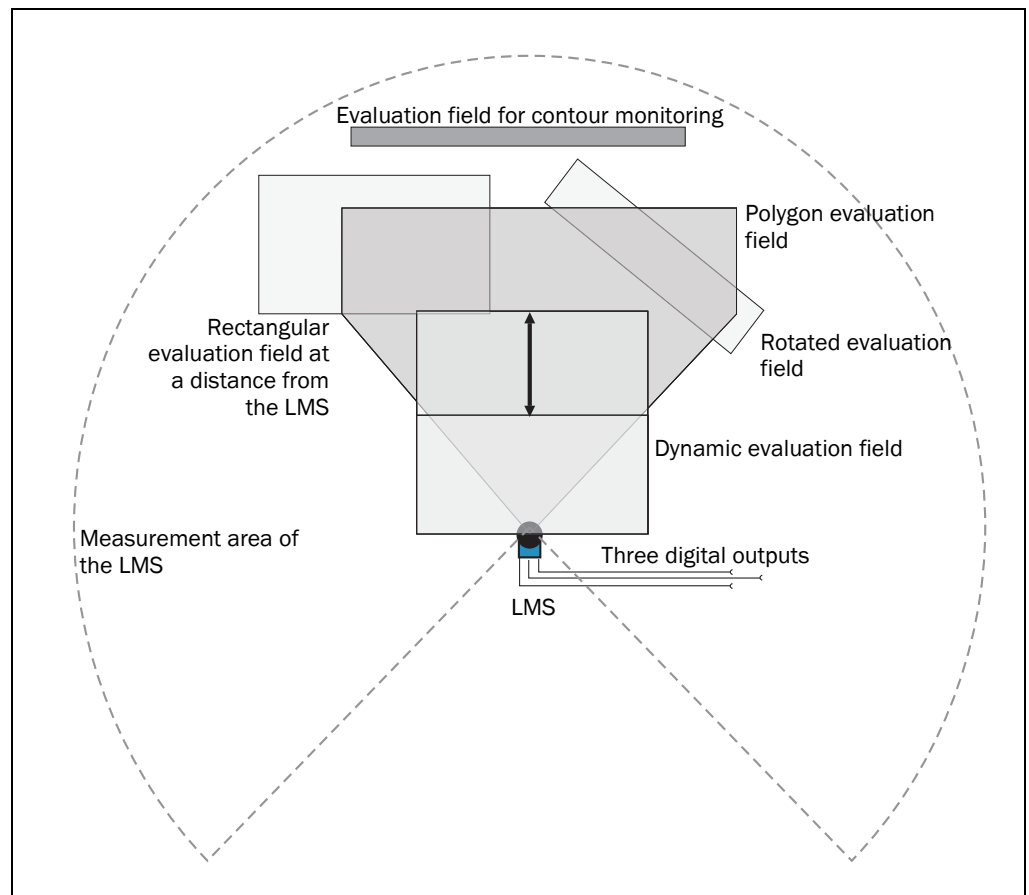 Evaluation field for contour monitoring
Polygon evaluation
field
Rectangular
evaluation field at
a distance from
the LMS
Rotated evaluation
field
Dynamic evaluation field
Measurement area of
the LMS
Three digital outputs
LMS